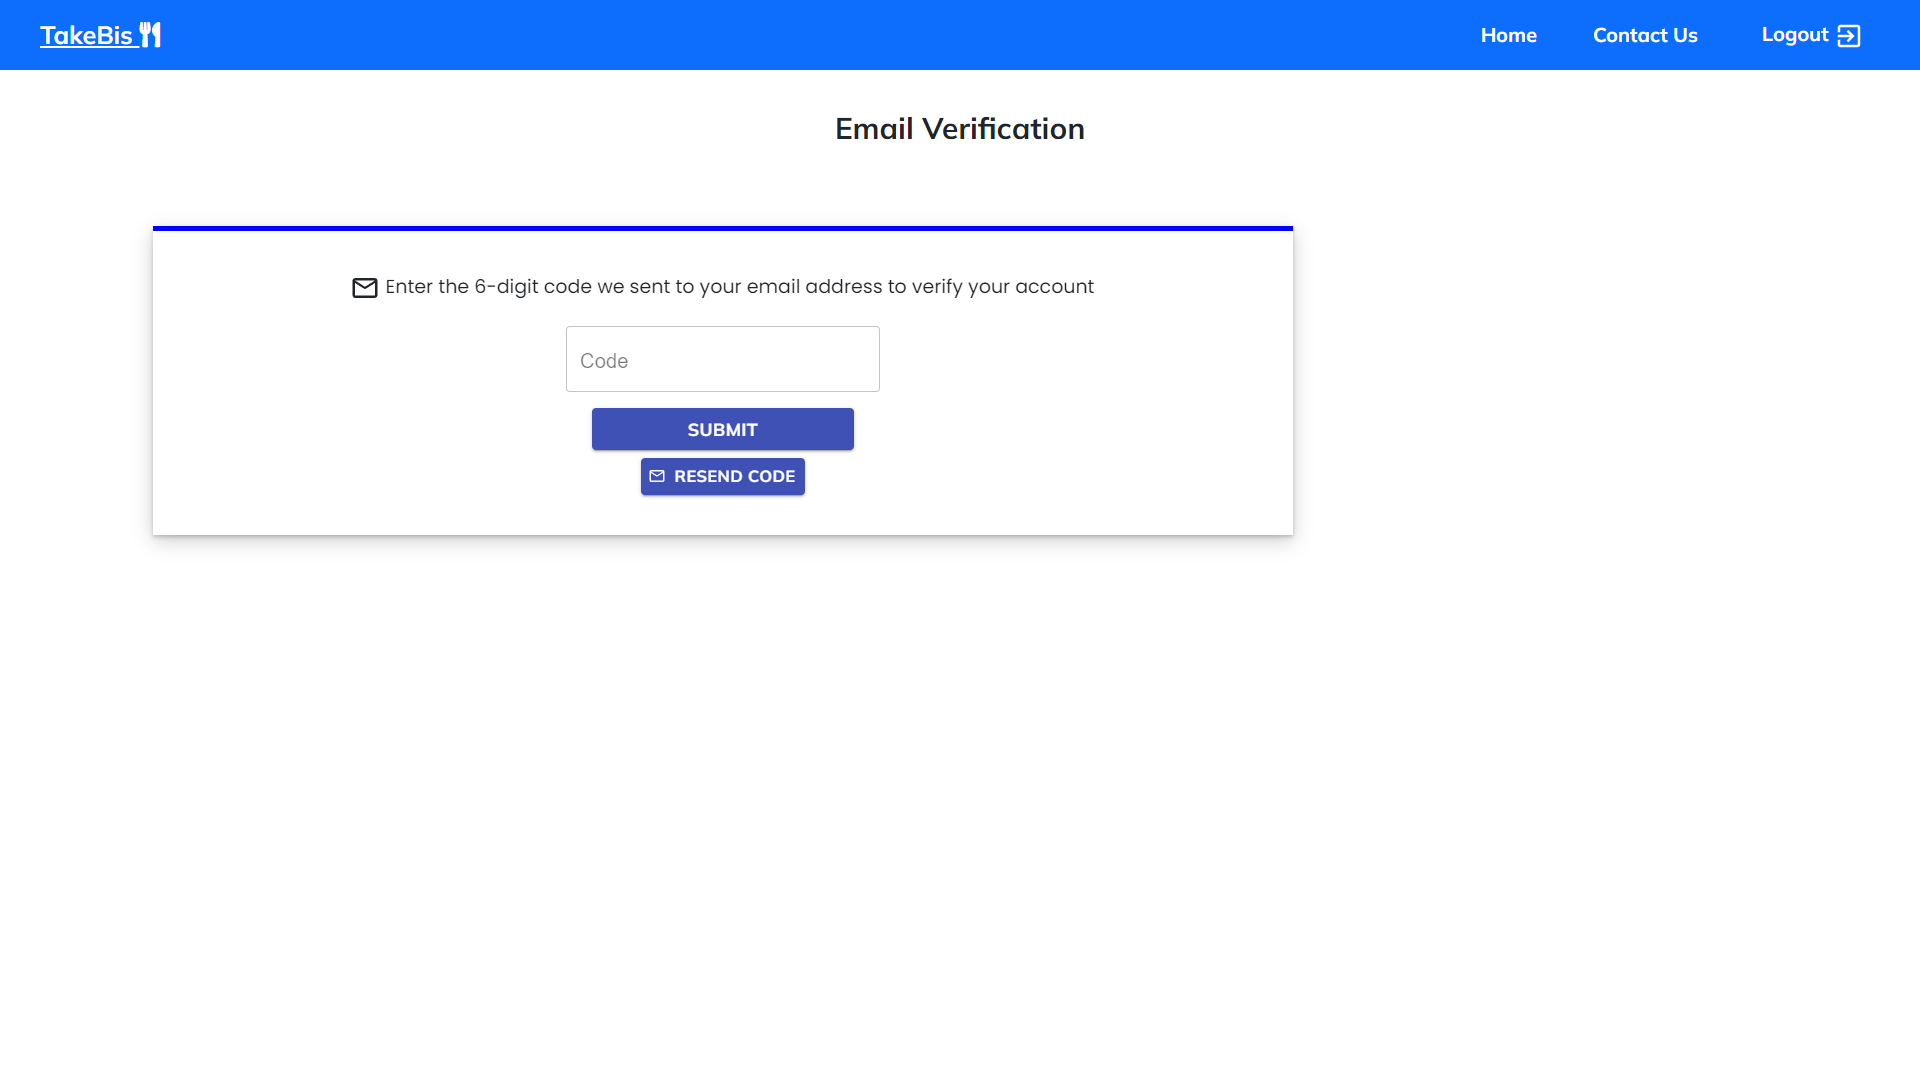 TakeBis
Home
Contact Us
Logout
Email Verification
Enter the 6-digit code we sent to your email address to verify your account
Code
SUBMIT
RESEND CODE